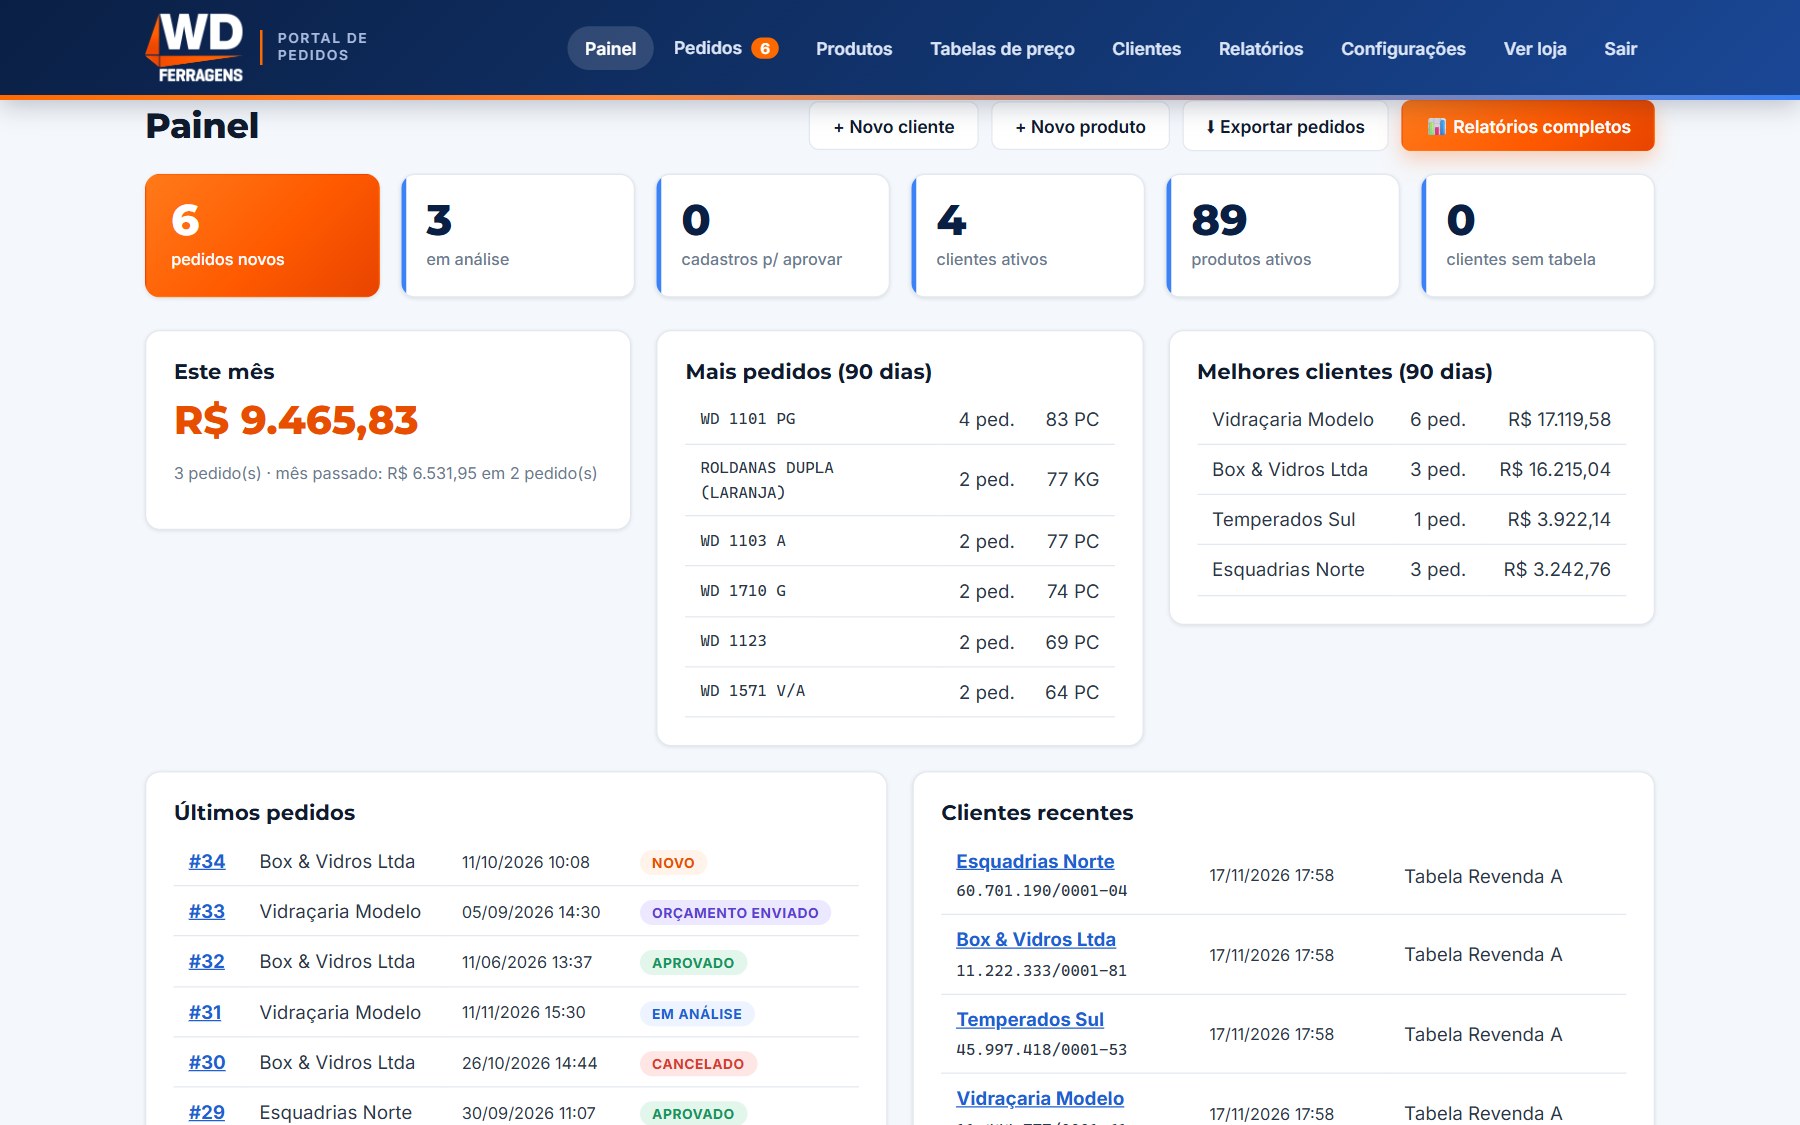 WD
FERRAGENS
PORTAL DE
PEDIDOS
Painel
Pedidos 6
Produtos
Tabelas de preço
Clientes
Relatórios
Configurações
Ver loja
Sair
Painel
+ Novo cliente
+ Novo produto
⬇ Exportar pedidos
📊 Relatórios completos
6
pedidos novos
3
em análise
0
cadastros p/ aprovar
4
clientes ativos
89
produtos ativos
0
clientes sem tabela
Este mês
R$ 9.465,83
3 pedido(s) · mês passado: R$ 6.531,95 em 2 pedido(s)
Mais pedidos (90 dias)
WD 1101 PG 4 ped. 83 PC
ROLDANAS DUPLA
(LARANJA) 2 ped. 77 KG
WD 1103 A 2 ped. 77 PC
WD 1710 G 2 ped. 74 PC
WD 1123 2 ped. 69 PC
WD 1571 V/A 2 ped. 64 PC
Melhores clientes (90 dias)
Vidraçaria Modelo 6 ped. R$ 17.119,58
Box & Vidros Ltda 3 ped. R$ 16.215,04
Temperados Sul 1 ped. R$ 3.922,14
Esquadrias Norte 3 ped. R$ 3.242,76
Últimos pedidos
#34 Box & Vidros Ltda 11/10/2026 10:08 NOVO
#33 Vidraçaria Modelo 05/09/2026 14:30 ORÇAMENTO ENVIADO
#32 Box & Vidros Ltda 11/06/2026 13:37 APROVADO
#31 Vidraçaria Modelo 11/11/2026 15:30 EM ANÁLISE
#30 Box & Vidros Ltda 26/10/2026 14:44 CANCELADO
#29 Esquadrias Norte 30/09/2026 11:07 APROVADO
Clientes recentes
Esquadrias Norte 17/11/2026 17:58 Tabela Revenda A
60.701.190/0001-04
Box & Vidros Ltda 17/11/2026 17:58 Tabela Revenda A
11.222.333/0001-81
Temperados Sul 17/11/2026 17:58 Tabela Revenda A
45.997.418/0001-53
Vidraçaria Modelo 17/11/2026 17:58 Tabela Revenda A